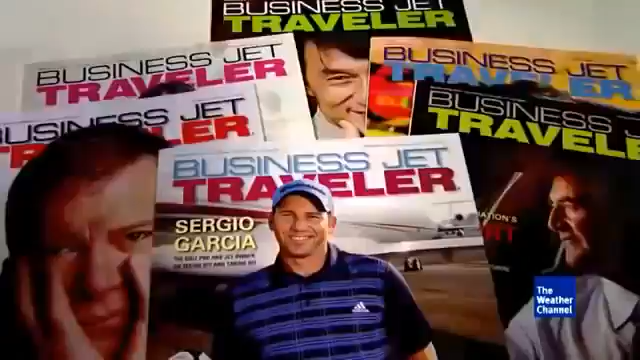 BUSINESS JET
TRAVELER
BUSINESS JET
TRAVELER
BUSINESS JET
TRAVELER
BUSINESS JET
TRAVELER.
BUSINESS JET
TRAVELER
BUSINESS JET
TRAVELER.
SERGIO
GARCIA
The
Weather
Channel